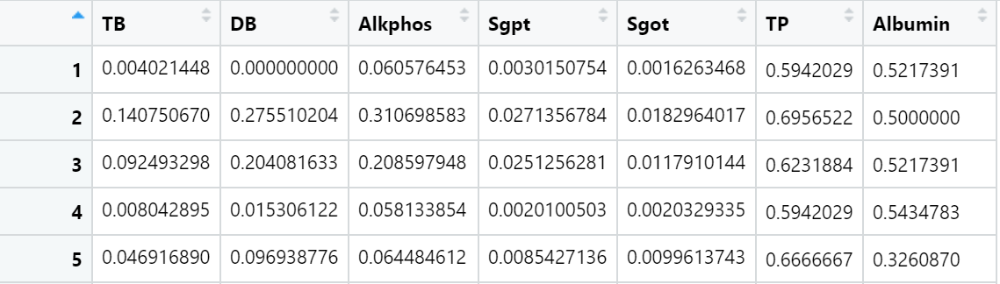 TB DB Alkphos Sgpt Sgot TP Albumin
1 0.004021448 0.000000000 0.060576453 0.0030150754 0.0016263468 0.5942029 0.5217391
2 0.140750670 0.275510204 0.310698583 0.0271356784 0.0182964017 0.6956522 0.5000000
3 0.092493298 0.204081633 0.208597948 0.0251256281 0.0117910144 0.6231884 0.5217391
4 0.008042895 0.015306122 0.058133854 0.0020100503 0.0020329335 0.5942029 0.5434783
5 0.046916890 0.096938776 0.064484612 0.0085427136 0.0099613743 0.6666667 0.3260870